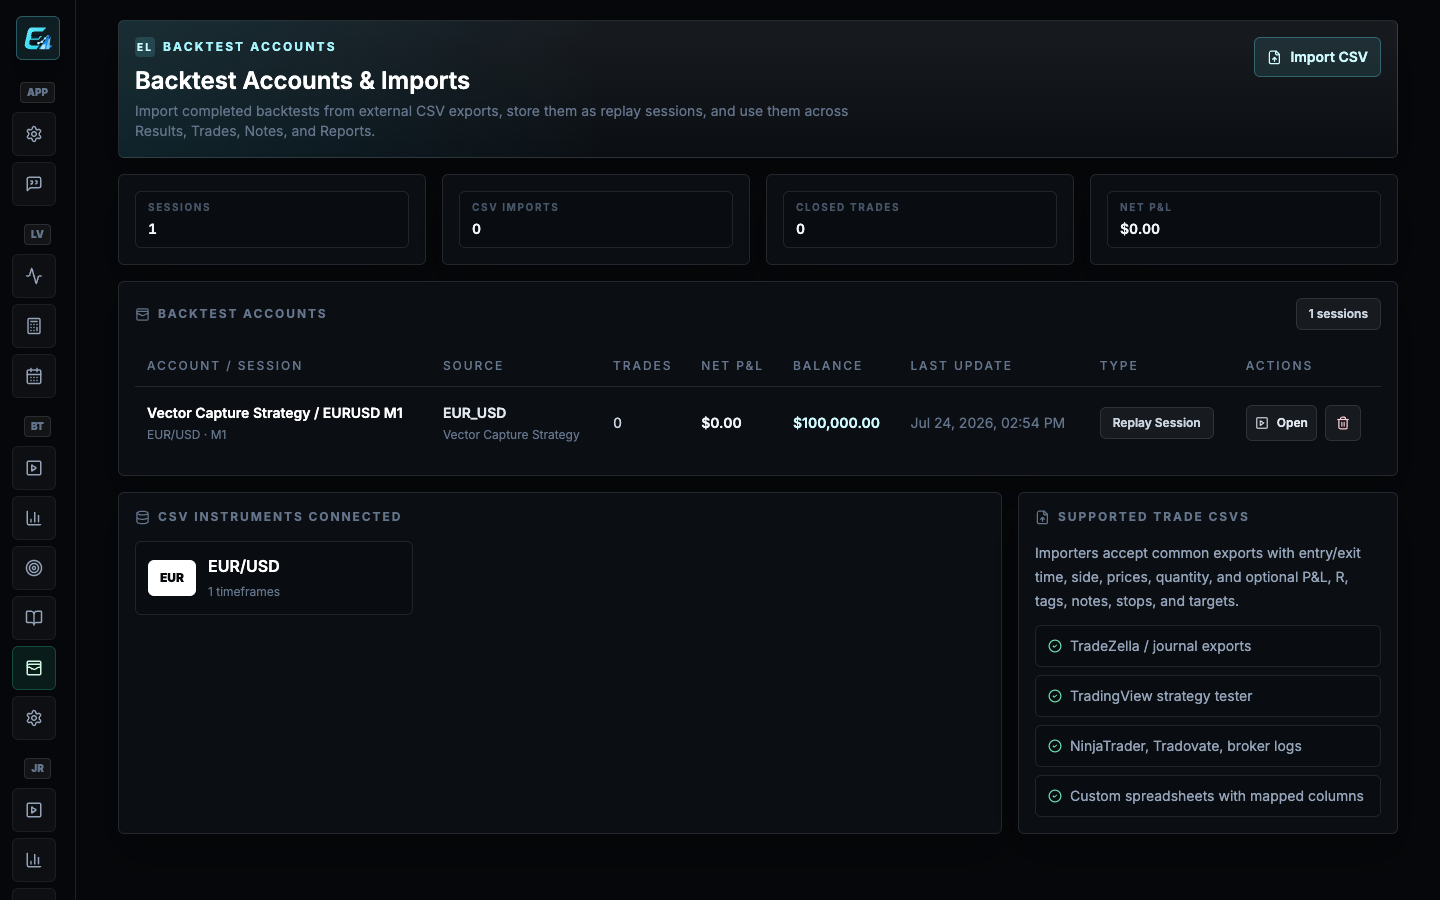 APP
LV
BT
JR
EL BACKTEST ACCOUNTS
Backtest Accounts & Imports
Import completed backtests from external CSV exports, store them as replay sessions, and use them across
Results, Trades, Notes, and Reports.
Import CSV
SESSIONS
1
CSV IMPORTS
0
CLOSED TRADES
0
NET P&L
$0.00
BACKTEST ACCOUNTS
1 sessions
ACCOUNT / SESSION SOURCE TRADES NET P&L BALANCE LAST UPDATE TYPE ACTIONS
Vector Capture Strategy / EURUSD M1 EUR_USD 0 $0.00 $100,000.00 Jul 24, 2026, 02:54 PM Replay Session Open
EUR/USD · M1 Vector Capture Strategy
CSV INSTRUMENTS CONNECTED
EUR
EUR/USD
1 timeframes
SUPPORTED TRADE CSVS
Importers accept common exports with entry/exit
time, side, prices, quantity, and optional P&L, R,
tags, notes, stops, and targets.
TradeZella / journal exports
TradingView strategy tester
NinjaTrader, Tradovate, broker logs
Custom spreadsheets with mapped columns